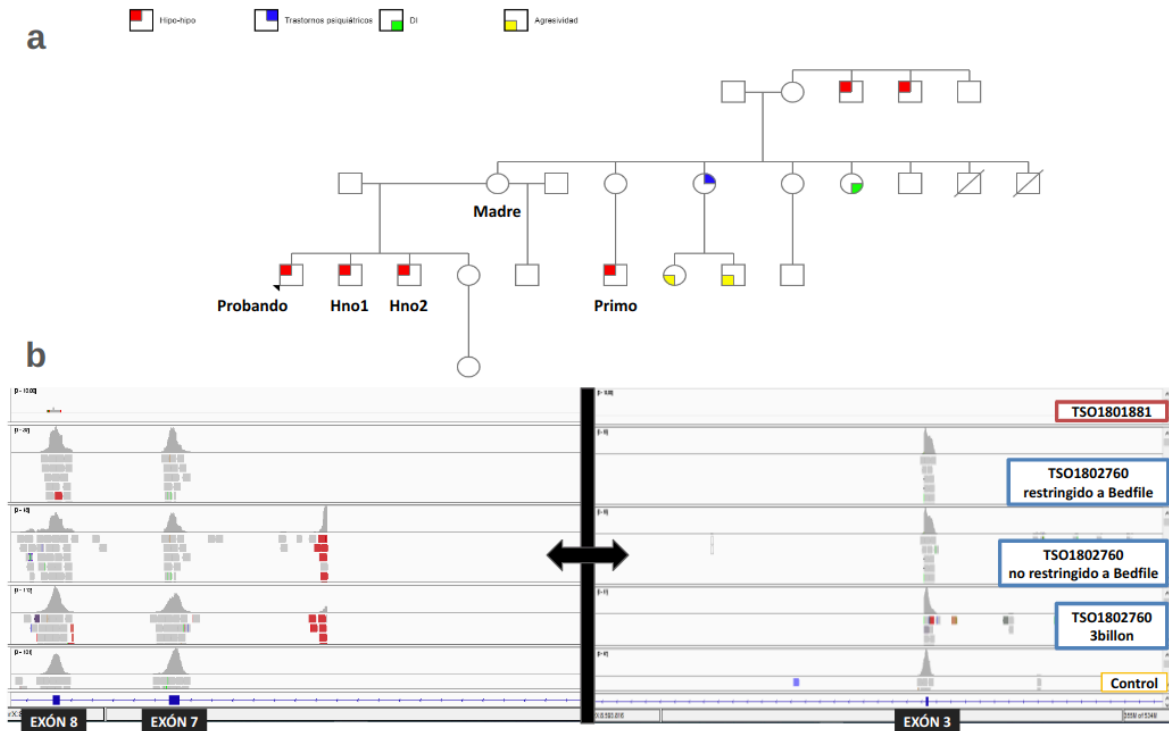 Hipo-hipo
Trastornos psiquiátricos
DI
Agresividad
a
Madre
Probando
Hno1
Hno2
Primo
b
TSO1801881
TSO1802760
restringido a Bedfile
TSO1802760
no restringido a Bedfile
TSO1802760
3billon
Control
EXÓN 8
EXÓN 7
EXÓN 3